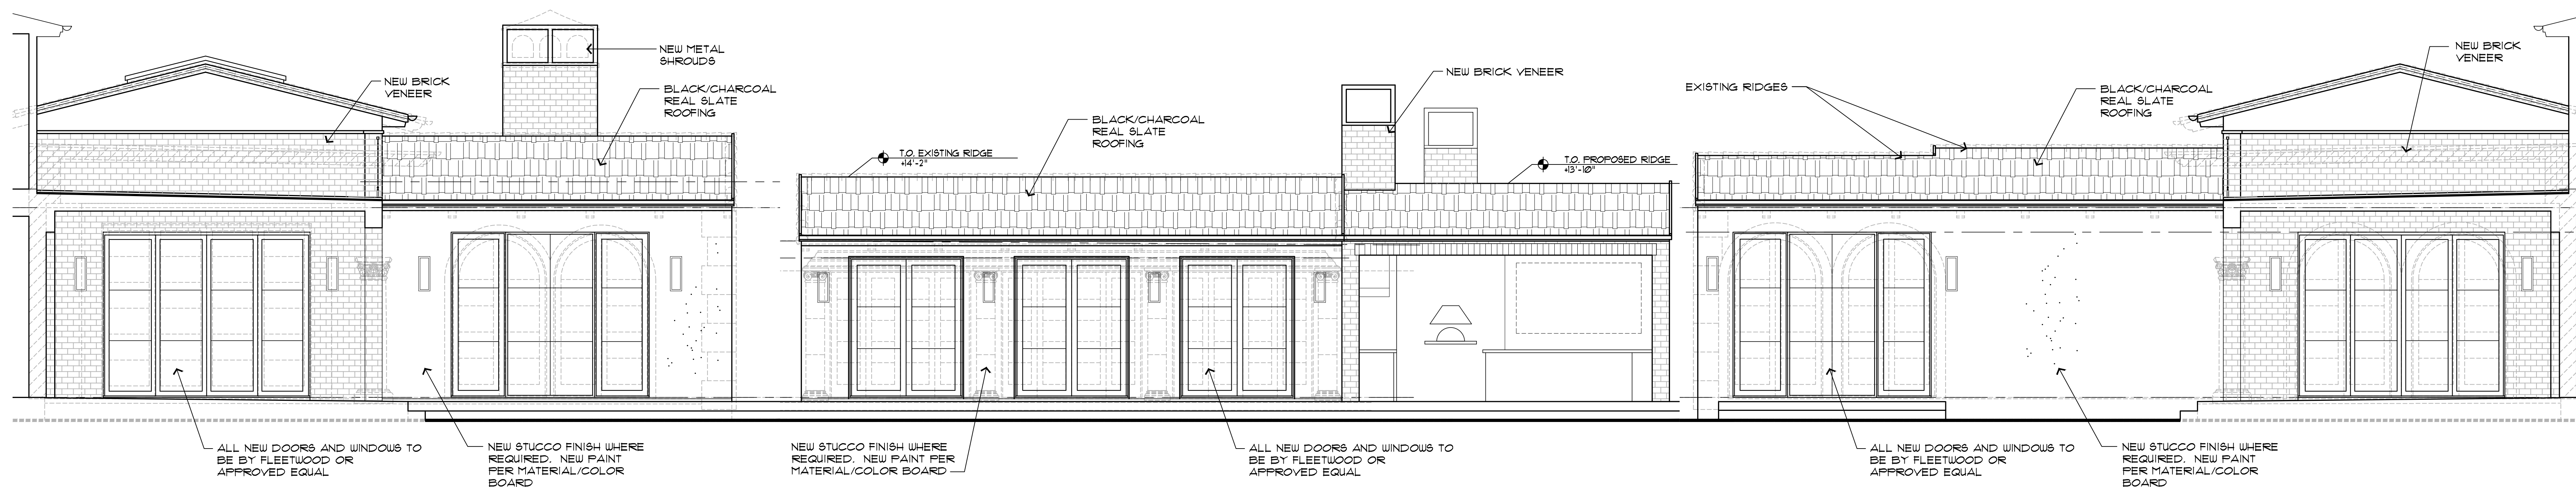 NEW BRICK
VENEER
NEW METAL
SHROUDS
BLACK/CHARCOAL
REAL SLATE
ROOFING
BLACK/CHARCOAL
REAL SLATE
ROOFING
T.O. EXISTING RIDGE
+14'-2"
NEW BRICK VENEER
T.O. PROPOSED RIDGE
+13'-10"
EXISTING RIDGES
BLACK/CHARCOAL
REAL SLATE
ROOFING
NEW BRICK
VENEER
ALL NEW DOORS AND WINDOWS TO
BE BY FLEETWOOD OR
APPROVED EQUAL
NEW STUCCO FINISH WHERE
REQUIRED. NEW PAINT
PER MATERIAL/COLOR
BOARD
NEW STUCCO FINISH WHERE
REQUIRED. NEW PAINT PER
MATERIAL/COLOR BOARD
ALL NEW DOORS AND WINDOWS TO
BE BY FLEETWOOD OR
APPROVED EQUAL
ALL NEW DOORS AND WINDOWS TO
BE BY FLEETWOOD OR
APPROVED EQUAL
NEW STUCCO FINISH WHERE
REQUIRED. NEW PAINT
PER MATERIAL/COLOR
BOARD